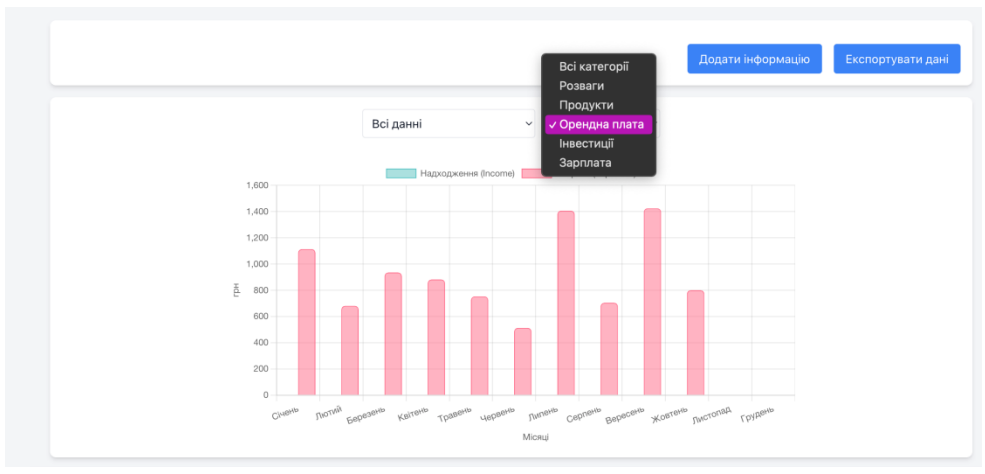 Додати інформацію
Експортувати дані
Всі категорії
Розваги
Продукти
✓ Орендна плата
Інвестиції
Зарплата
Всі данні
Надходження (Income)
1,600
1,400
1,200
1,000
800
600
400
200
0
грн
Січень Лютий Березень Квітень Травень Червень Липень Серпень Вересень Жовтень Листопад Грудень
Місяці